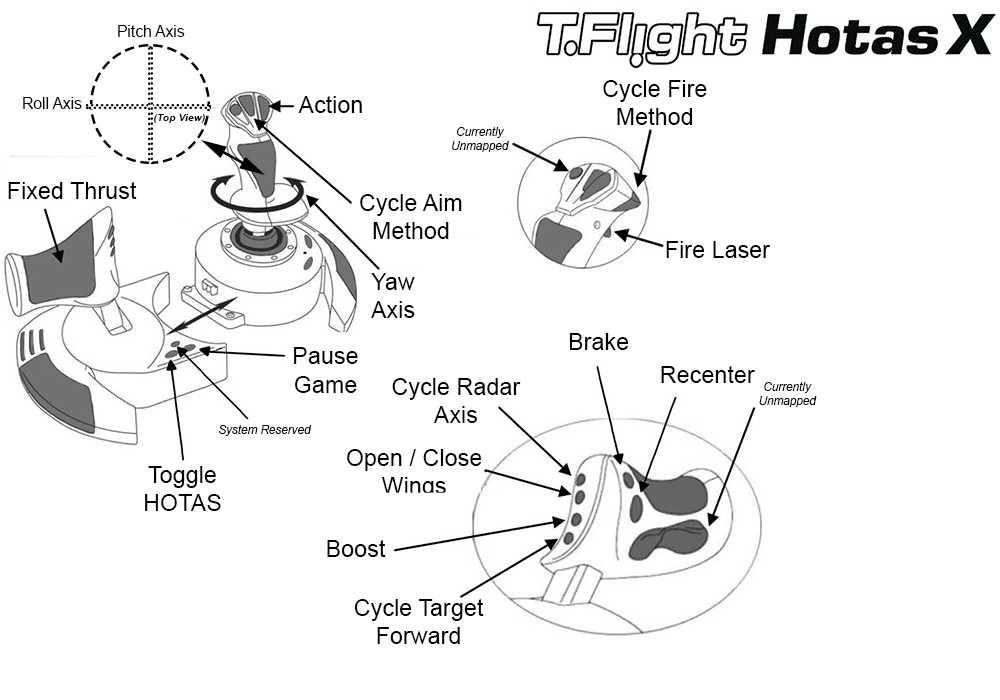 T.Flight Hotas X
Pitch Axis
Roll Axis
(Top View)
Action
Cycle Fire
Method
Currently
Unmapped
Fixed Thrust
Cycle Aim
Method
Fire Laser
Yaw
Axis
Pause
Game
System Reserved
Toggle
HOTAS
Brake
Recenter
Currently
Unmapped
Cycle Radar
Axis
Open / Close
Wings
Boost
Cycle Target
Forward